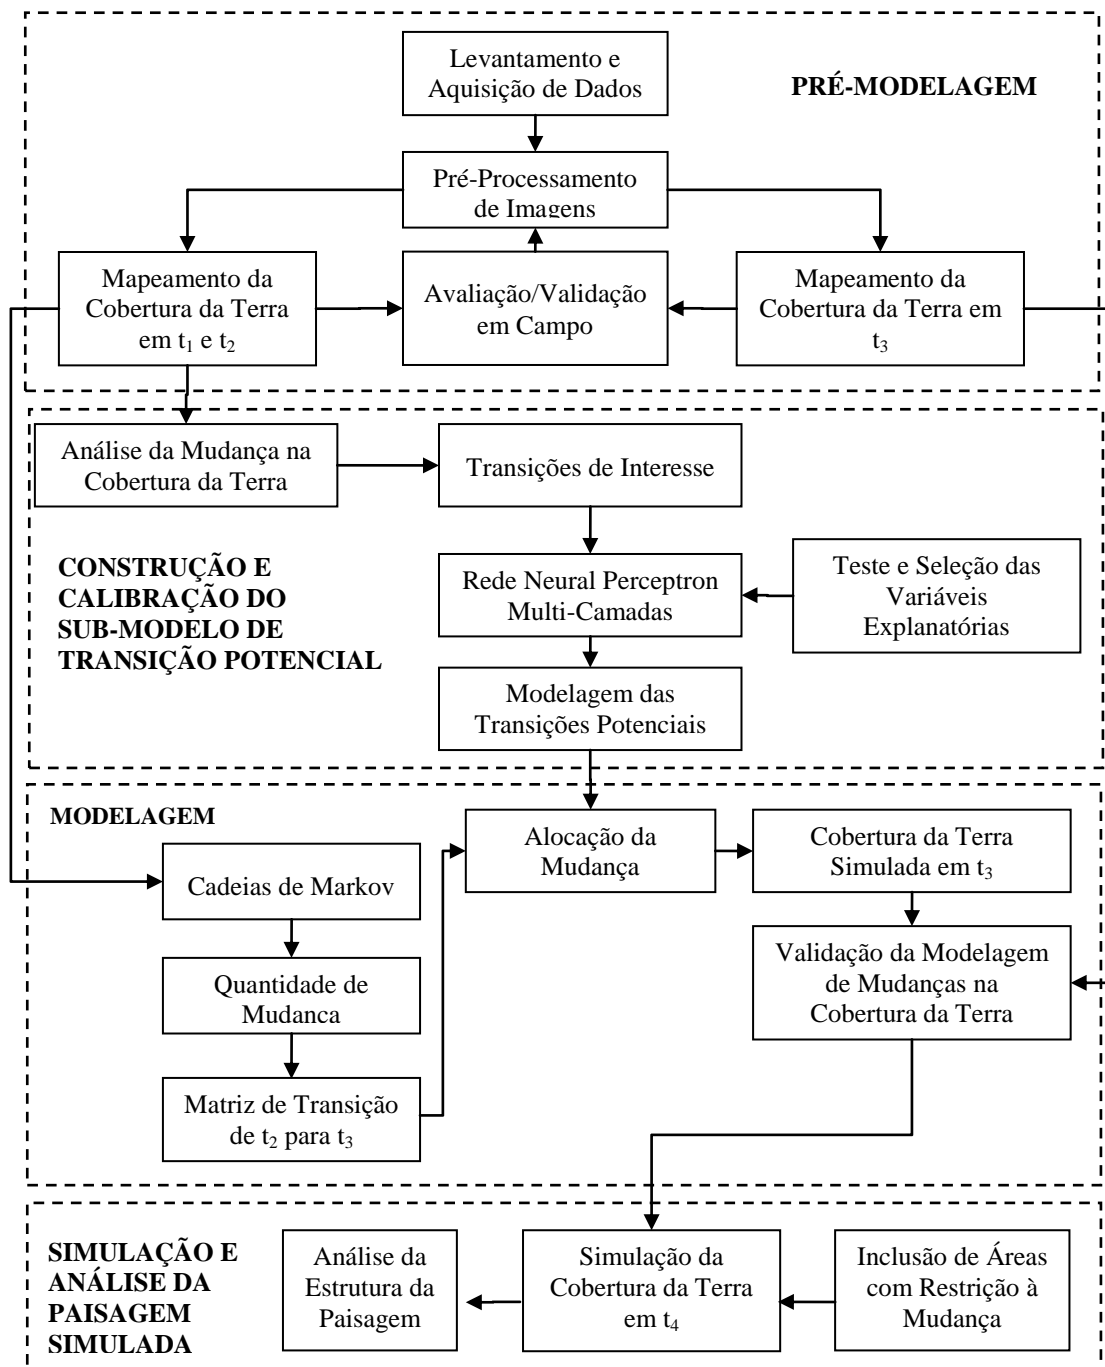 Levantamento e
Aquisição de Dados
PRÉ-MODELAGEM
Pré-Processamento
de Imagens
Mapeamento da
Cobertura da Terra
em t₁ e t₂
Avaliação/Validação
em Campo
Mapeamento da
Cobertura da Terra em
t₃
Análise da Mudança na
Cobertura da Terra
Transições de Interesse
CONSTRUÇÃO E
CALIBRAÇÃO DO
SUB-MODELO DE
TRANSIÇÃO POTENCIAL
Rede Neural Perceptron
Multi-Camadas
Teste e Seleção das
Variáveis
Explanatórias
Modelagem das
Transições Potenciais
MODELAGEM
Alocação da
Mudança
Cobertura da Terra
Simulada em t₃
Cadeias de Markov
Validação da Modelagem
de Mudanças na
Cobertura da Terra
Quantidade de
Mudanca
Matriz de Transição
de t₂ para t₃
SIMULAÇÃO E
ANÁLISE DA
PAISAGEM
SIMULADA
Análise da
Estrutura da
Paisagem
Simulação da
Cobertura da Terra
em t₄
Inclusão de Áreas
com Restrição à
Mudança